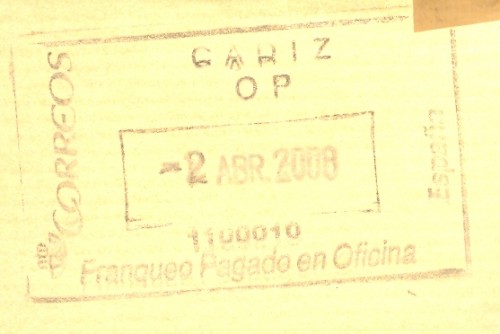 CADIZ
OP
CORREOS
-2 ABR. 2008
España
1100010
Franqueo Pagado en Oficina